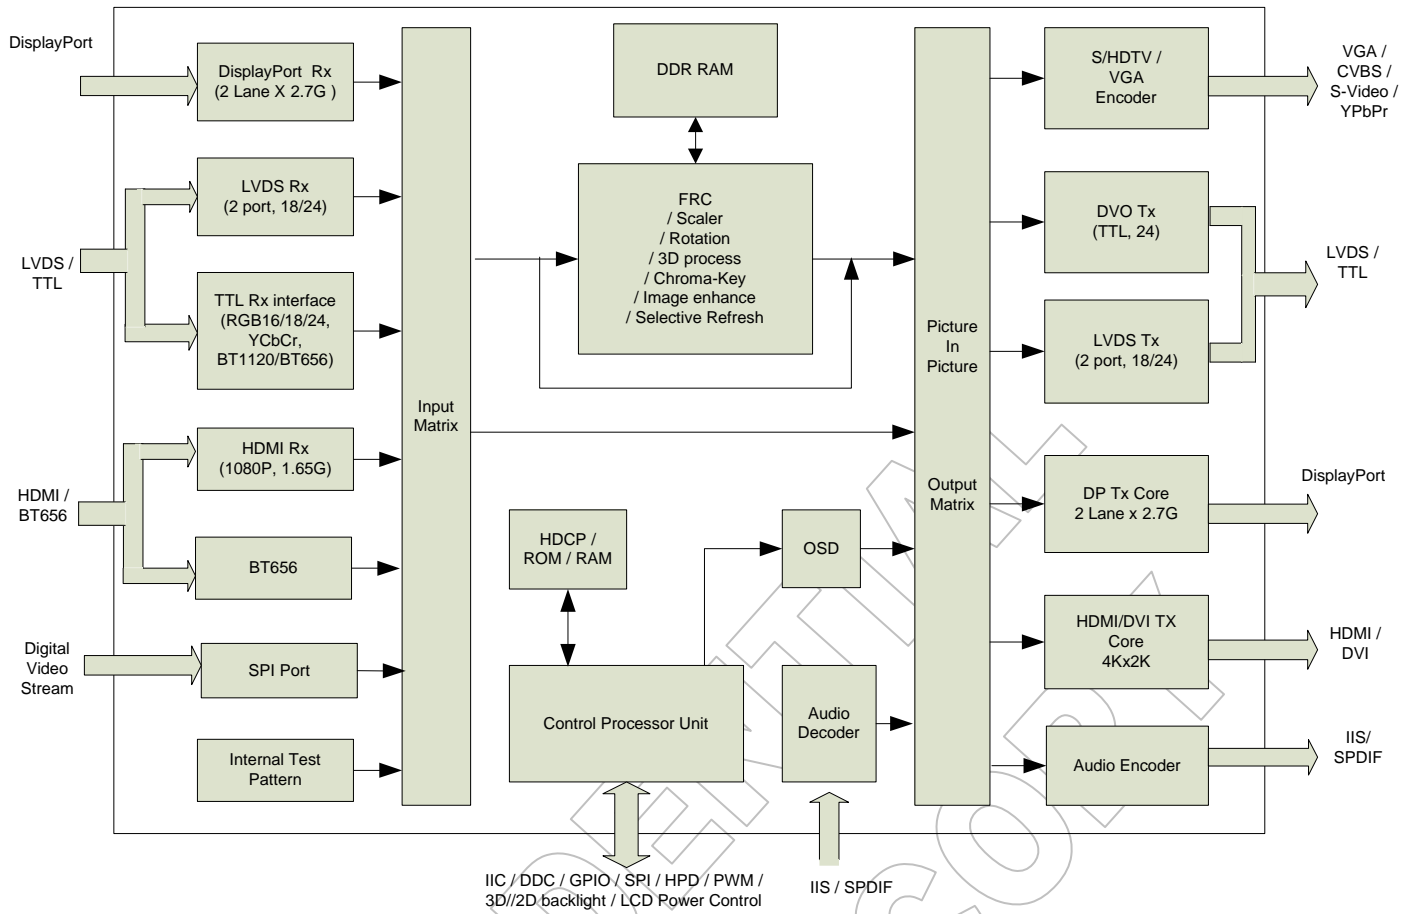 DisplayPort
DisplayPort Rx
(2 Lane X 2.7G )
LVDS Rx
(2 port, 18/24)
LVDS /
TTL
TTL Rx interface
(RGB16/18/24,
YCbCr,
BT1120/BT656)
HDMI Rx
(1080P, 1.65G)
HDMI /
BT656
BT656
Digital
Video
Stream
SPI Port
Internal Test
Pattern
Input
Matrix
DDR RAM
FRC
/ Scaler
/ Rotation
/ 3D process
/ Chroma-Key
/ Image enhance
/ Selective Refresh
HDCP /
ROM / RAM
OSD
Control Processor Unit
Audio
Decoder
IIC / DDC / GPIO / SPI / HPD / PWM /
3D//2D backlight / LCD Power Control
IIS / SPDIF
Picture
In
Picture
Output
Matrix
S/HDTV /
VGA
Encoder
VGA /
CVBS /
S-Video /
YPbPr
DVO Tx
(TTL, 24)
LVDS /
TTL
LVDS Tx
(2 port, 18/24)
DP Tx Core
2 Lane x 2.7G
DisplayPort
HDMI/DVI TX
Core
4Kx2K
HDMI /
DVI
Audio Encoder
IIS/
SPDIF